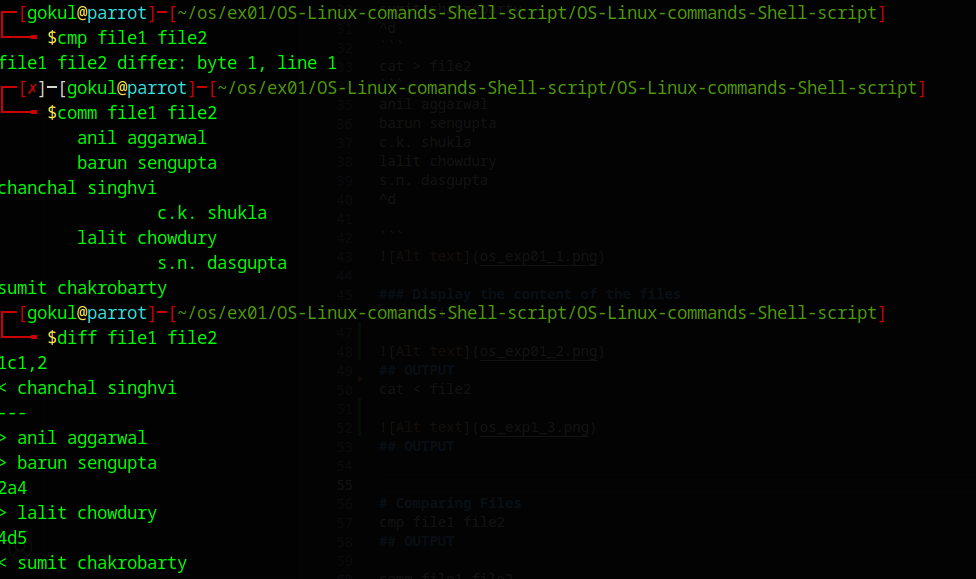 ┌─[gokul@parrot]─[~/os/ex01/OS-Linux-comands-Shell-script/OS-Linux-commands-Shell-script]
└──╼ $cmp file1 file2
file1 file2 differ: byte 1, line 1
┌─[✗]─[gokul@parrot]─[~/os/ex01/OS-Linux-comands-Shell-script/OS-Linux-commands-Shell-script]
└──╼ $comm file1 file2
anil aggarwal
barun sengupta
chanchal singhvi
c.k. shukla
lalit chowdury
s.n. dasgupta
sumit chakrobarty
┌─[gokul@parrot]─[~/os/ex01/OS-Linux-comands-Shell-script/OS-Linux-commands-Shell-script]
└──╼ $diff file1 file2
1c1,2
< chanchal singhvi
---
> anil aggarwal
> barun sengupta
2a4
> lalit chowdury
4d5
< sumit chakrobarty
31 ^d
32 ```
cat > file2
35 anil aggarwal
36 barun sengupta
37 c.k. shukla
38 lalit chowdury
39 s.n. dasgupta
40 ^d
41
42 ```
43 ![Alt text](os_exp01_1.png)
44
45 ### Display the content of the files
47
48 ![Alt text](os_exp01_2.png)
49 ## OUTPUT
50 cat < file2
51
52 ![Alt text](os_exp1_3.png)
53 ## OUTPUT
54
55
56 # Comparing Files
57 cmp file1 file2
58 ## OUTPUT
59
comm file1 file2